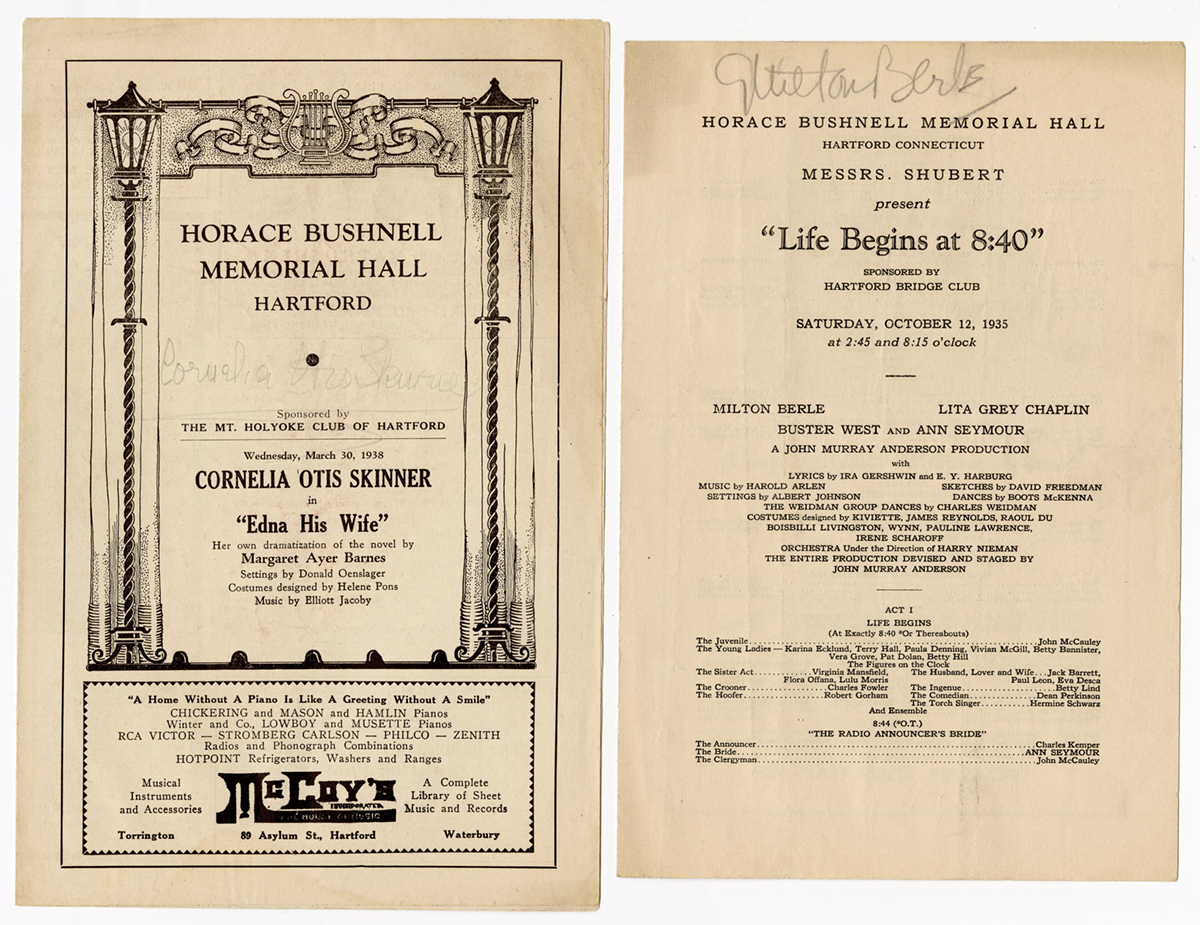 HORACE BUSHNELL
MEMORIAL HALL
HARTFORD
Cornelia Otis Skinner
Sponsored by
THE MT. HOLYOKE CLUB OF HARTFORD
Wednesday, March 30, 1938
CORNELIA OTIS SKINNER
in
"Edna His Wife"
Her own dramatization of the novel by
Margaret Ayer Barnes
Settings by Donald Oenslager
Costumes designed by Helene Pons
Music by Elliott Jacoby
"A Home Without A Piano Is Like A Greeting Without A Smile"
CHICKERING and MASON and HAMLIN Pianos
Winter and Co., LOWBOY and MUSETTE Pianos
RCA VICTOR — STROMBERG CARLSON — PHILCO — ZENITH
Radios and Phonograph Combinations
HOTPOINT Refrigerators, Washers and Ranges
Musical
Instruments
and Accessories
McCOY'S
INCORPORATED
THE HOUSE OF MUSIC
A Complete
Library of Sheet
Music and Records
Torrington 89 Asylum St., Hartford Waterbury
Milton Berle
HORACE BUSHNELL MEMORIAL HALL
HARTFORD CONNECTICUT
MESSRS. SHUBERT
present
"Life Begins at 8:40"
SPONSORED BY
HARTFORD BRIDGE CLUB
SATURDAY, OCTOBER 12, 1935
at 2:45 and 8:15 o'clock
MILTON BERLE LITA GREY CHAPLIN
BUSTER WEST AND ANN SEYMOUR
A JOHN MURRAY ANDERSON PRODUCTION
with
LYRICS by IRA GERSHWIN and E. Y. HARBURG
MUSIC by HAROLD ARLEN SKETCHES by DAVID FREEDMAN
SETTINGS by ALBERT JOHNSON DANCES by BOOTS McKENNA
THE WEIDMAN GROUP DANCES by CHARLES WEIDMAN
COSTUMES designed by KIVIETTE, JAMES REYNOLDS, RAOUL DU
BOISBILLI LIVINGSTON, WYNN, PAULINE LAWRENCE,
IRENE SCHAROFF
ORCHESTRA Under the Direction of HARRY NIEMAN
THE ENTIRE PRODUCTION DEVISED AND STAGED BY
JOHN MURRAY ANDERSON
ACT I
LIFE BEGINS
(At Exactly 8:40 *Or Thereabouts)
The Juvenile....................John McCauley
The Young Ladies — Karina Ecklund, Terry Hall, Paula Denning, Vivian McGill, Betty Bannister,
Vera Grove, Pat Dolan, Betty Hill
The Figures on the Clock
The Sister Act............Virginia Mansfield, The Husband, Lover and Wife...Jack Barrett,
Flora Offana, Lulu Morris Paul Leon, Eva Desca
The Crooner....................Charles Fowler The Ingenue....................Betty Lind
The Hoofer....................Robert Gorham The Comedian....................Dean Perkinson
The Torch Singer..........Hermine Schwarz
And Ensemble
8:44 (*O.T.)
"THE RADIO ANNOUNCER'S BRIDE"
The Announcer....................Charles Kemper
The Bride....................ANN SEYMOUR
The Clergyman....................John McCauley